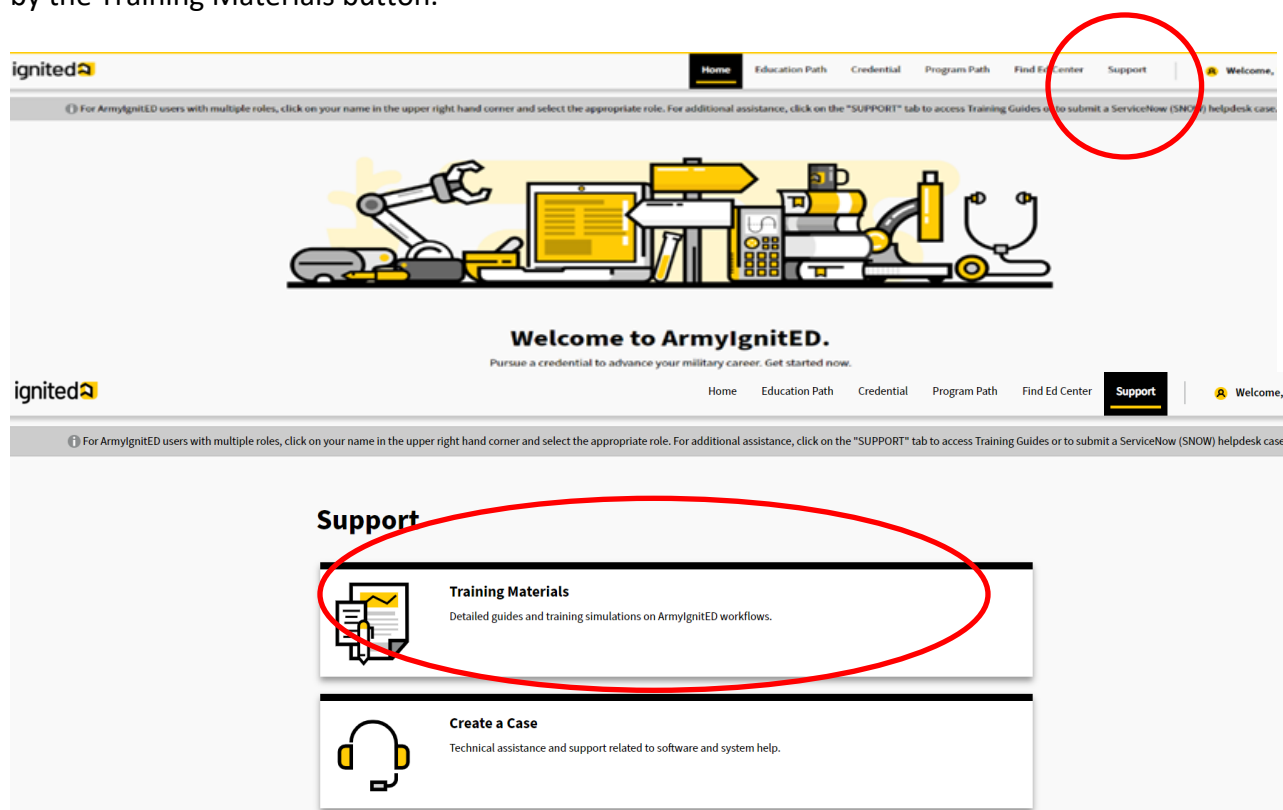 by the Training Materials button.
ignited
Home Education Path Credential Program Path Find Ed Center Support Welcome,
For ArmyIgnitED users with multiple roles, click on your name in the upper right hand corner and select the appropriate role. For additional assistance, click on the "SUPPORT" tab to access Training Guides or to submit a ServiceNow (SNOW) helpdesk case.
Welcome to ArmyIgnitED.
Pursue a credential to advance your military career. Get started now.
ignited
Home Education Path Credential Program Path Find Ed Center Support Welcome,
For ArmyIgnitED users with multiple roles, click on your name in the upper right hand corner and select the appropriate role. For additional assistance, click on the "SUPPORT" tab to access Training Guides or to submit a ServiceNow (SNOW) helpdesk case
Support
Training Materials
Detailed guides and training simulations on ArmyIgnitED workflows.
Create a Case
Technical assistance and support related to software and system help.